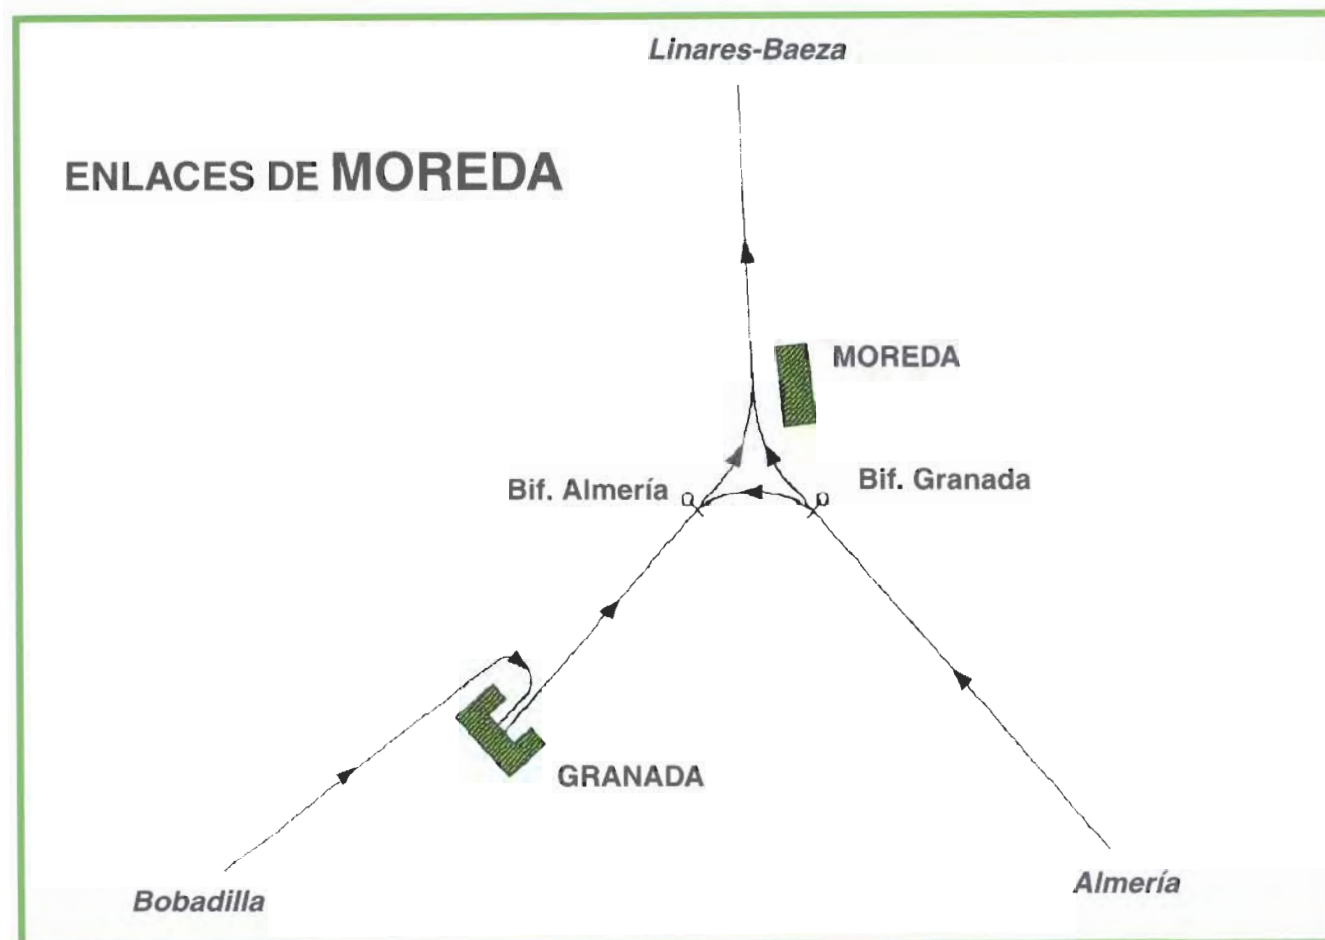 Linares-Baeza
ENLACES DE MOREDA
MOREDA
Bif. Almería
Bif. Granada
GRANADA
Almería
Bobadilla